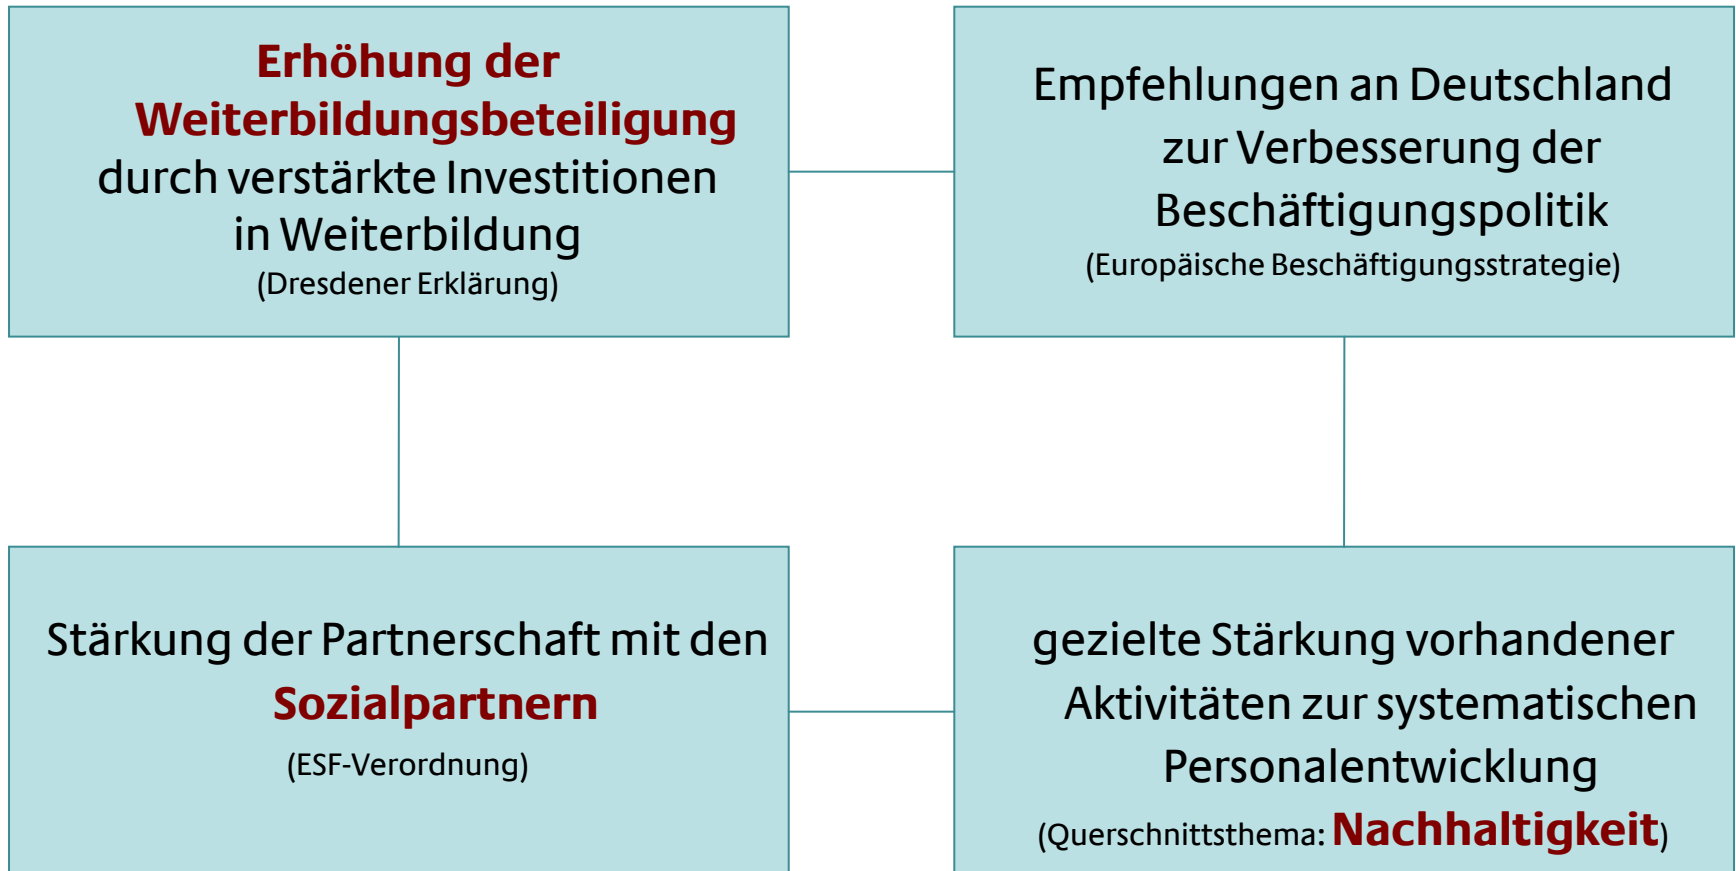 Erhöhung der
Weiterbildungsbeteiligung
durch verstärkte Investitionen
in Weiterbildung
(Dresdener Erklärung)
Empfehlungen an Deutschland
zur Verbesserung der
Beschäftigungspolitik
(Europäische Beschäftigungsstrategie)
Stärkung der Partnerschaft mit den
Sozialpartnern
(ESF-Verordnung)
gezielte Stärkung vorhandener
Aktivitäten zur systematischen
Personalentwicklung
(Querschnittsthema: Nachhaltigkeit)